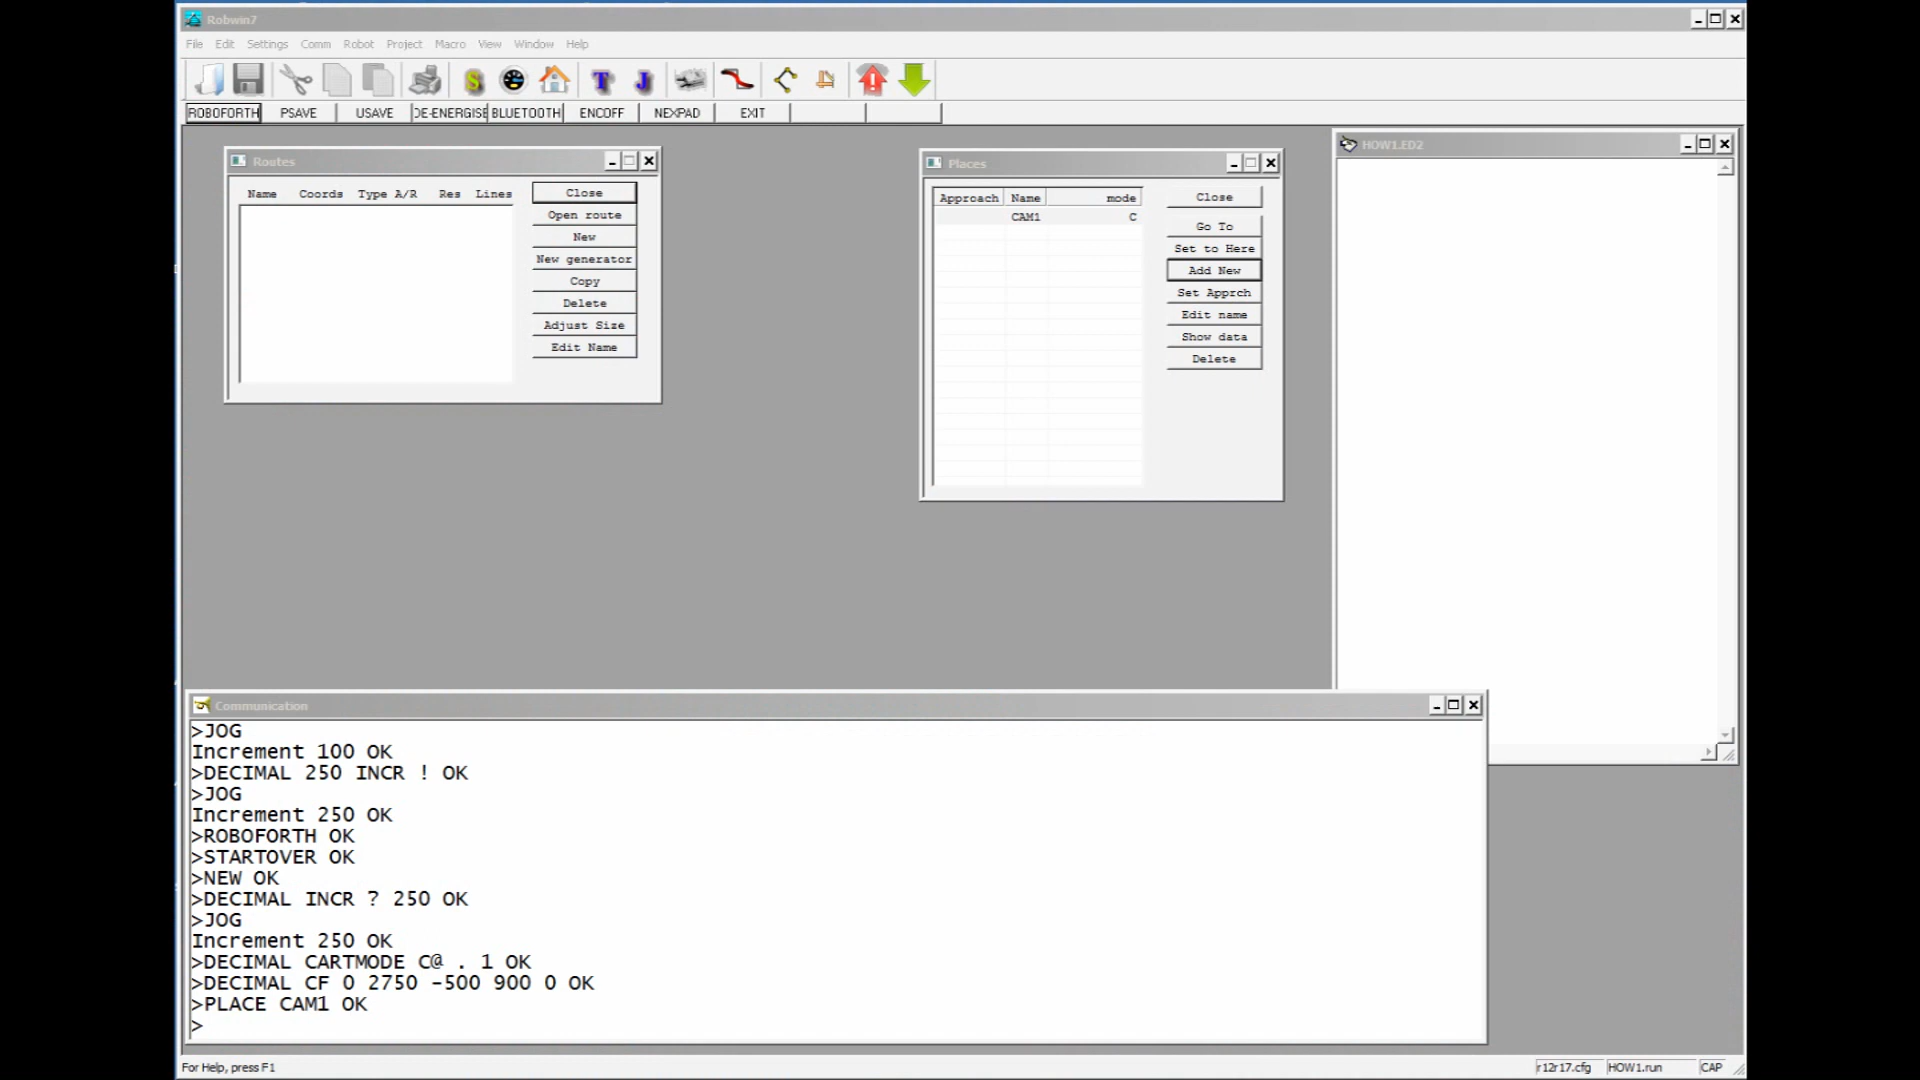 Robwin7
File Edit Settings Comm Robot Project Macro View Window Help
S T J
ROBOFORTH PSAVE USAVE DE-ENERGISE BLUETOOTH ENCOFF NEXPAD EXIT
Routes
Name Coords Type A/R Res Lines
Close
Open route
New
New generator
Copy
Delete
Adjust Size
Edit Name
Places
Approach Name mode
CAM1 C
Close
Go To
Set to Here
Add New
Set Apprch
Edit name
Show data
Delete
HOW1.ED2
Communication
>JOG
Increment 100 OK
>DECIMAL 250 INCR ! OK
>JOG
Increment 250 OK
>ROBOFORTH OK
>STARTOVER OK
>NEW OK
>DECIMAL INCR ? 250 OK
>JOG
Increment 250 OK
>DECIMAL CARTMODE C@ . 1 OK
>DECIMAL CF 0 2750 -500 900 0 OK
>PLACE CAM1 OK
>
For Help, press F1
r12r17.cfg HOW1.run CAP